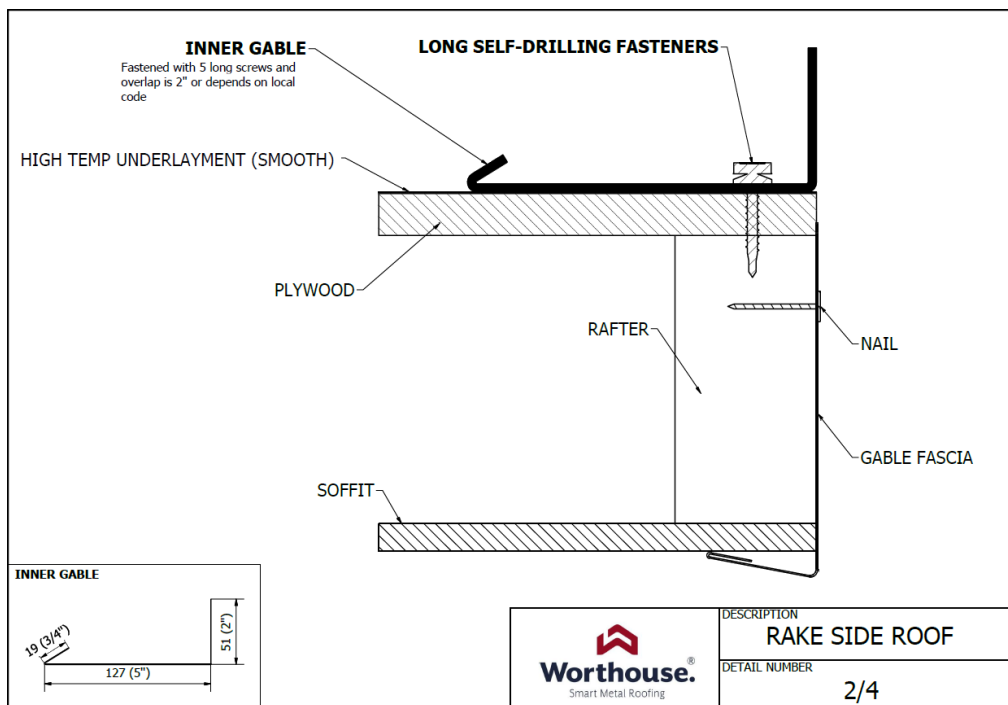 INNER GABLE
Fastened with 5 long screws and
overlap is 2" or depends on local
code
LONG SELF-DRILLING FASTENERS
HIGH TEMP UNDERLAYMENT (SMOOTH)
PLYWOOD
RAFTER
NAIL
GABLE FASCIA
SOFFIT
INNER GABLE
19 (3/4")
51 (2")
127 (5")
Worthouse.®
Smart Metal Roofing
DESCRIPTION
RAKE SIDE ROOF
DETAIL NUMBER
2/4